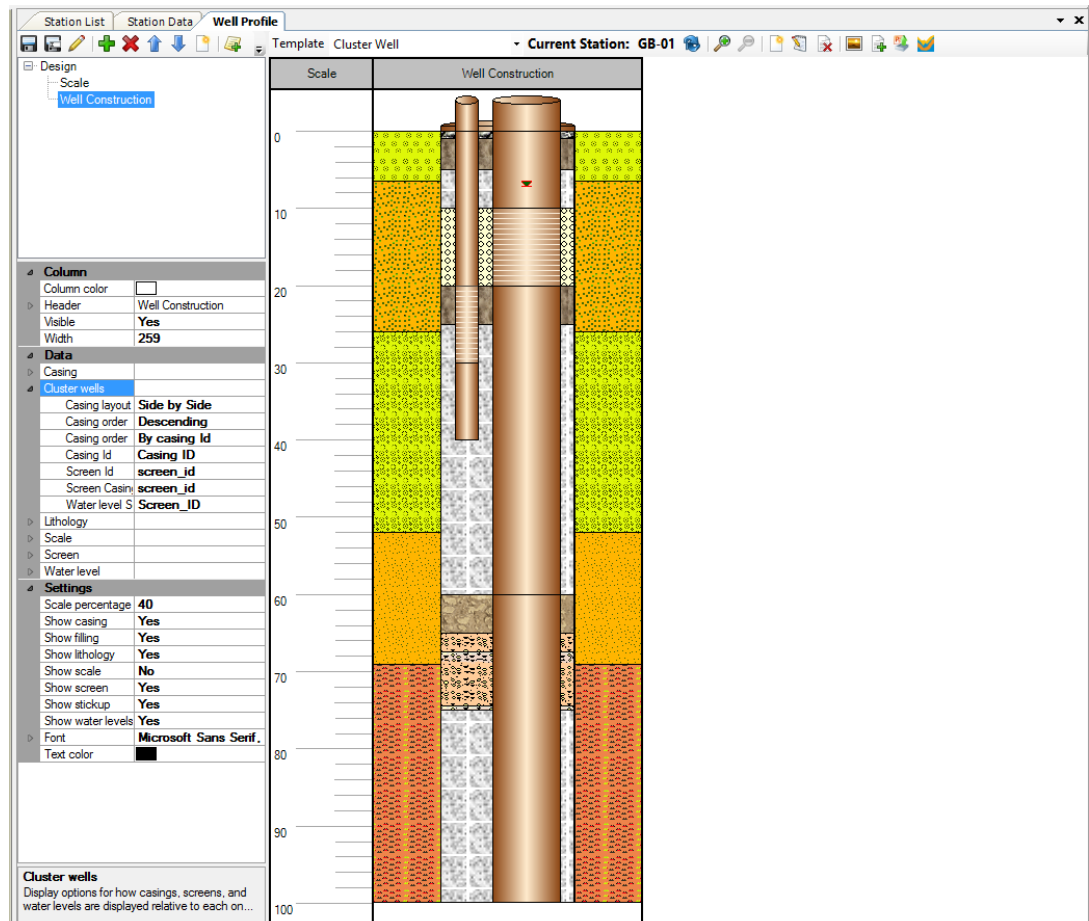 Station List Station Data Well Profile
Template Cluster Well Current Station: GB-01
Design
Scale
Well Construction
Scale Well Construction
0
10
20
30
40
50
60
70
80
90
100
Column
Column color
Header Well Construction
Visible Yes
Width 259
Data
Casing
Cluster wells
Casing layout Side by Side
Casing order Descending
Casing order By casing Id
Casing Id Casing ID
Screen Id screen_id
Screen Casin screen_id
Water level S Screen_ID
Lithology
Scale
Screen
Water level
Settings
Scale percentage 40
Show casing Yes
Show filling Yes
Show lithology Yes
Show scale No
Show screen Yes
Show stickup Yes
Show water levels Yes
Font Microsoft Sans Serif,
Text color
Cluster wells
Display options for how casings, screens, and
water levels are displayed relative to each on...